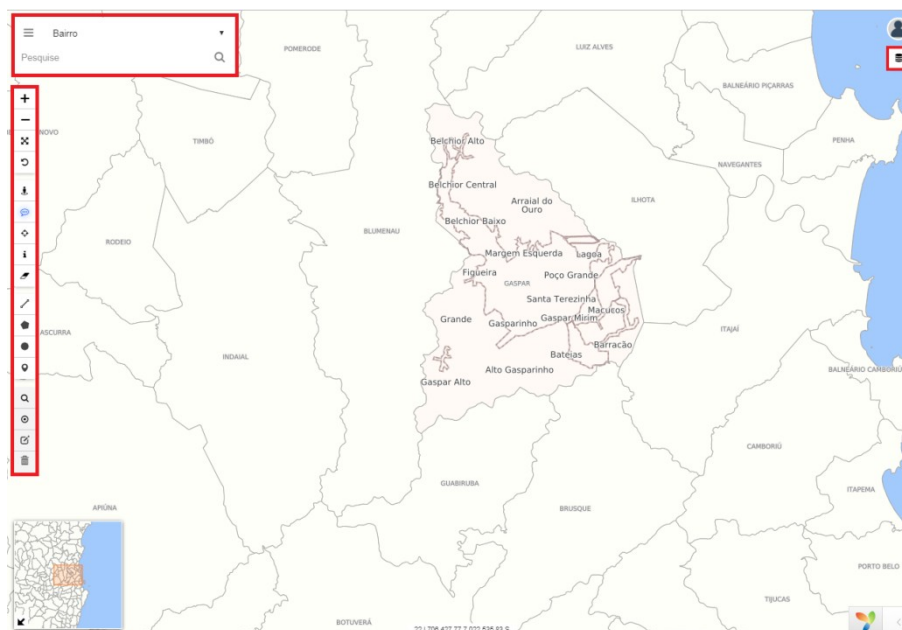 Bairro
Pesquise
POMERODE
LUIZ ALVES
BALNEÁRIO PIÇARRAS
NOVO
TIMBÓ
PENHA
Belchior Alto
NAVEGANTES
Belchior Central
Arraial do
Ouro
ILHOTA
Belchior Baixo
BLUMENAU
RODEIO
Margem Esquerda
Lagoa
Figueira
Poço Grande
GASPAR
Santa Terezinha
Macucos
Grande
Gasparinho
Gaspar Mirim
ITAJAÍ
ASCURRA
Barracão
INDAIAL
Bateias
Alto Gasparinho
BALNEÁRIO CAMBORIÚ
Gaspar Alto
CAMBORIÚ
GUABIRUBA
ITAPEMA
APIÚNA
BRUSQUE
PORTO BELO
TIJUCAS
BOTUVERÁ